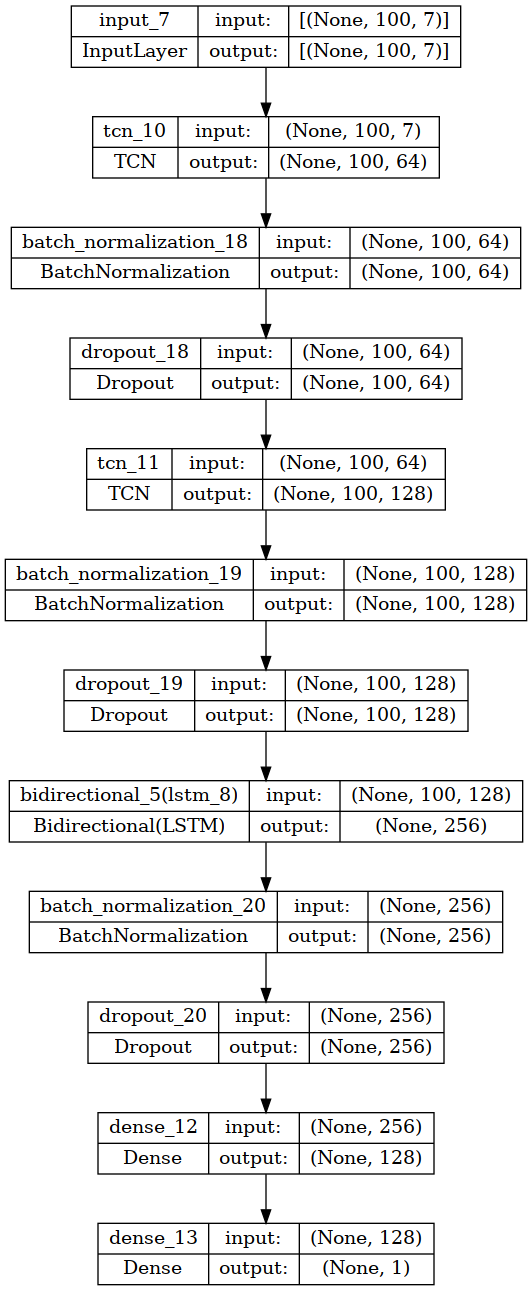 input_7 input: [(None, 100, 7)]
InputLayer output: [(None, 100, 7)]
tcn_10 input: (None, 100, 7)
TCN output: (None, 100, 64)
batch_normalization_18 input: (None, 100, 64)
BatchNormalization output: (None, 100, 64)
dropout_18 input: (None, 100, 64)
Dropout output: (None, 100, 64)
tcn_11 input: (None, 100, 64)
TCN output: (None, 100, 128)
batch_normalization_19 input: (None, 100, 128)
BatchNormalization output: (None, 100, 128)
dropout_19 input: (None, 100, 128)
Dropout output: (None, 100, 128)
bidirectional_5(lstm_8) input: (None, 100, 128)
Bidirectional(LSTM) output: (None, 256)
batch_normalization_20 input: (None, 256)
BatchNormalization output: (None, 256)
dropout_20 input: (None, 256)
Dropout output: (None, 256)
dense_12 input: (None, 256)
Dense output: (None, 128)
dense_13 input: (None, 128)
Dense output: (None, 1)